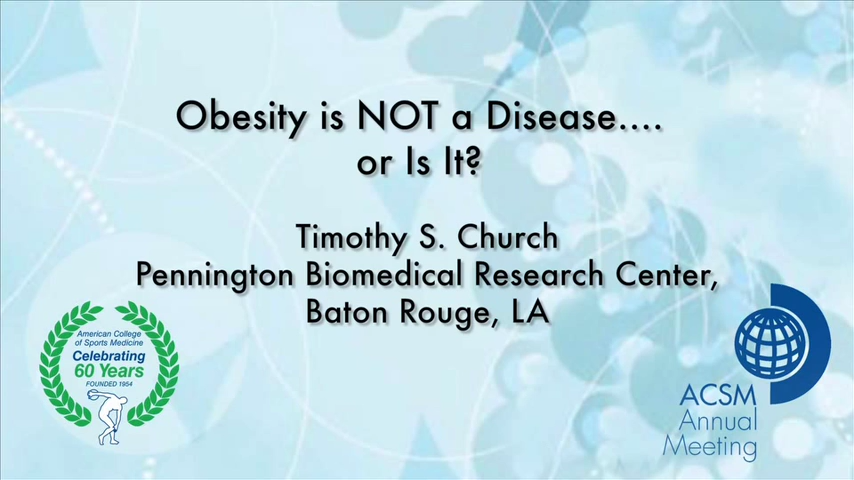 Obesity is NOT a Disease....
or Is It?
Timothy S. Church
Pennington Biomedical Research Center,
Baton Rouge, LA
American College
of Sports Medicine
Celebrating
60 Years
FOUNDED 1954
ACSM
Annual
Meeting